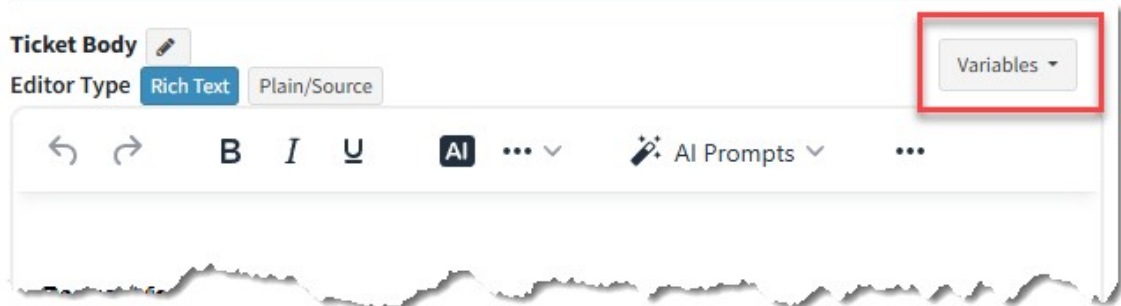 Ticket Body
Variables
Editor Type Rich Text Plain/Source
B I U AI AI Prompts